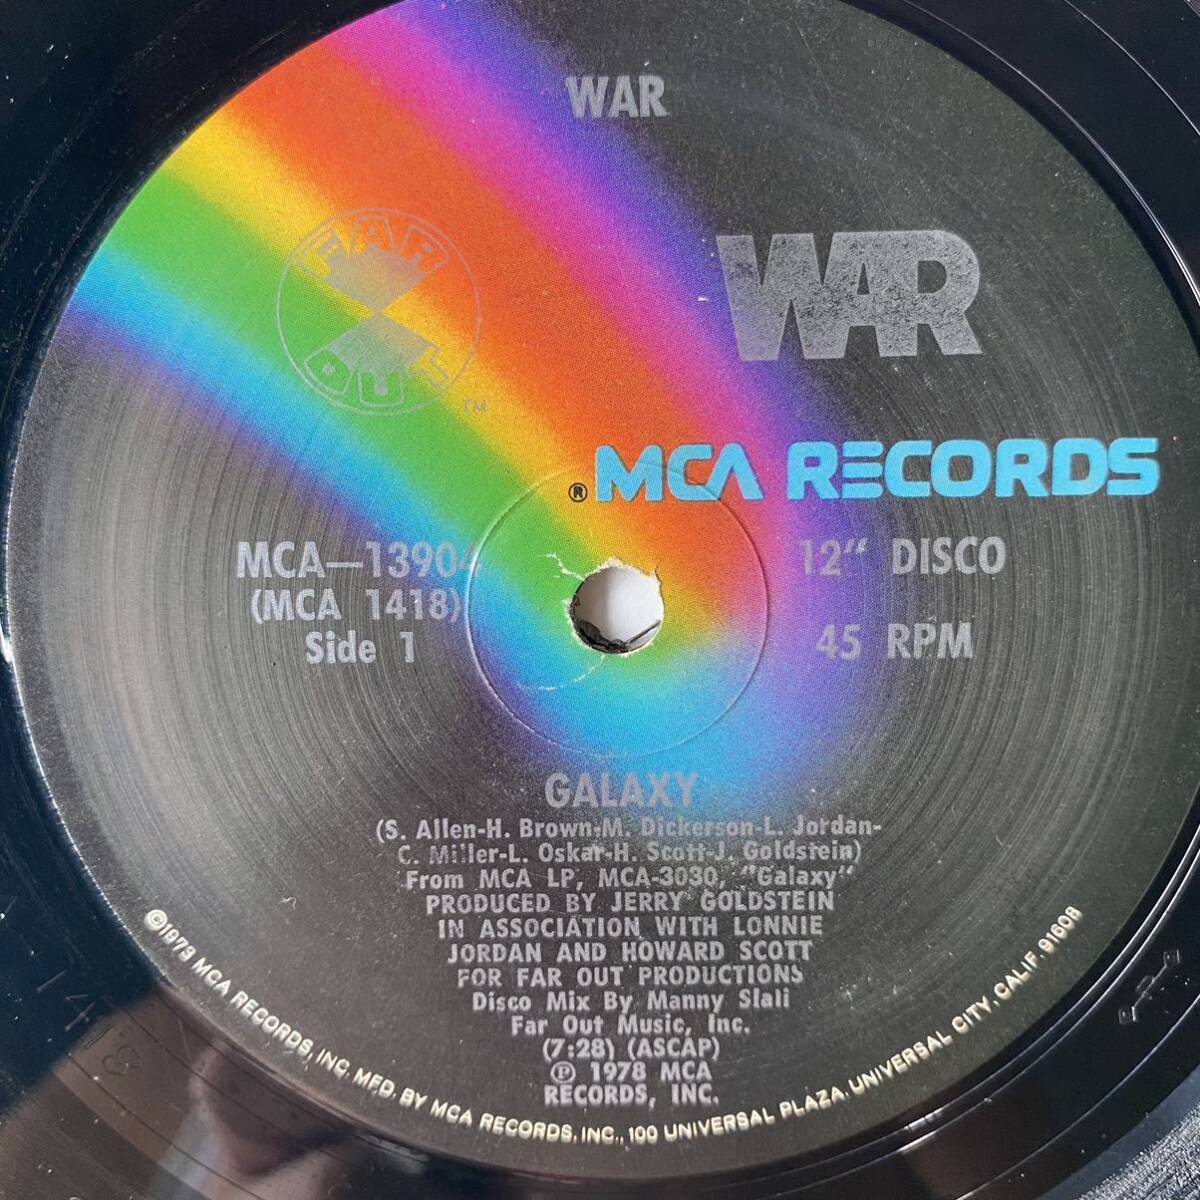 WAR
FAR
OUT
TM
WAR
® MCA RECORDS
MCA—13904
(MCA 1418)
Side 1
12“ DISCO
45 RPM
GALAXY
(S. Allen-H. Brown-M. Dickerson-L. Jordan-
C. Miller-L. Oskar-H. Scott-J. Goldstein)
From MCA LP, MCA-3030, “Galaxy“
PRODUCED BY JERRY GOLDSTEIN
IN ASSOCIATION WITH LONNIE
JORDAN AND HOWARD SCOTT
FOR FAR OUT PRODUCTIONS
Disco Mix By Manny Slali
Far Out Music, Inc.
(7:28) (ASCAP)
℗ 1978 MCA
RECORDS, INC.
©1973 MCA RECORDS, INC. MFD. BY MCA RECORDS, INC., 100 UNIVERSAL PLAZA, UNIVERSAL CITY, CALIF. 91608